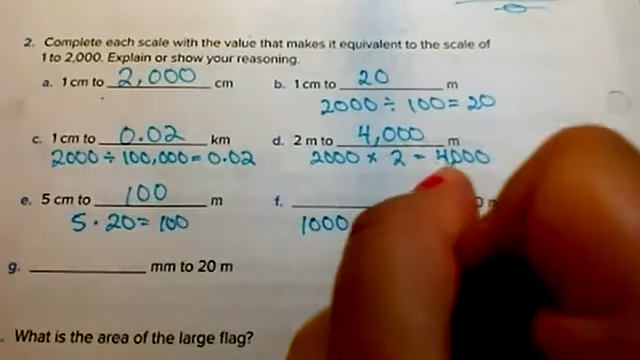 2. Complete each scale with the value that makes it equivalent to the scale of
1 to 2,000. Explain or show your reasoning.
a. 1 cm to 2,000 cm
b. 1 cm to 20 m
2000 ÷ 100 = 20
c. 1 cm to 0.02 km
2000 ÷ 100,000 = 0.02
d. 2 m to 4,000 m
2000 × 2 = 4000
e. 5 cm to 100 m
5 · 20 = 100
f. ____
1000
g. ____ mm to 20 m
What is the area of the large flag?